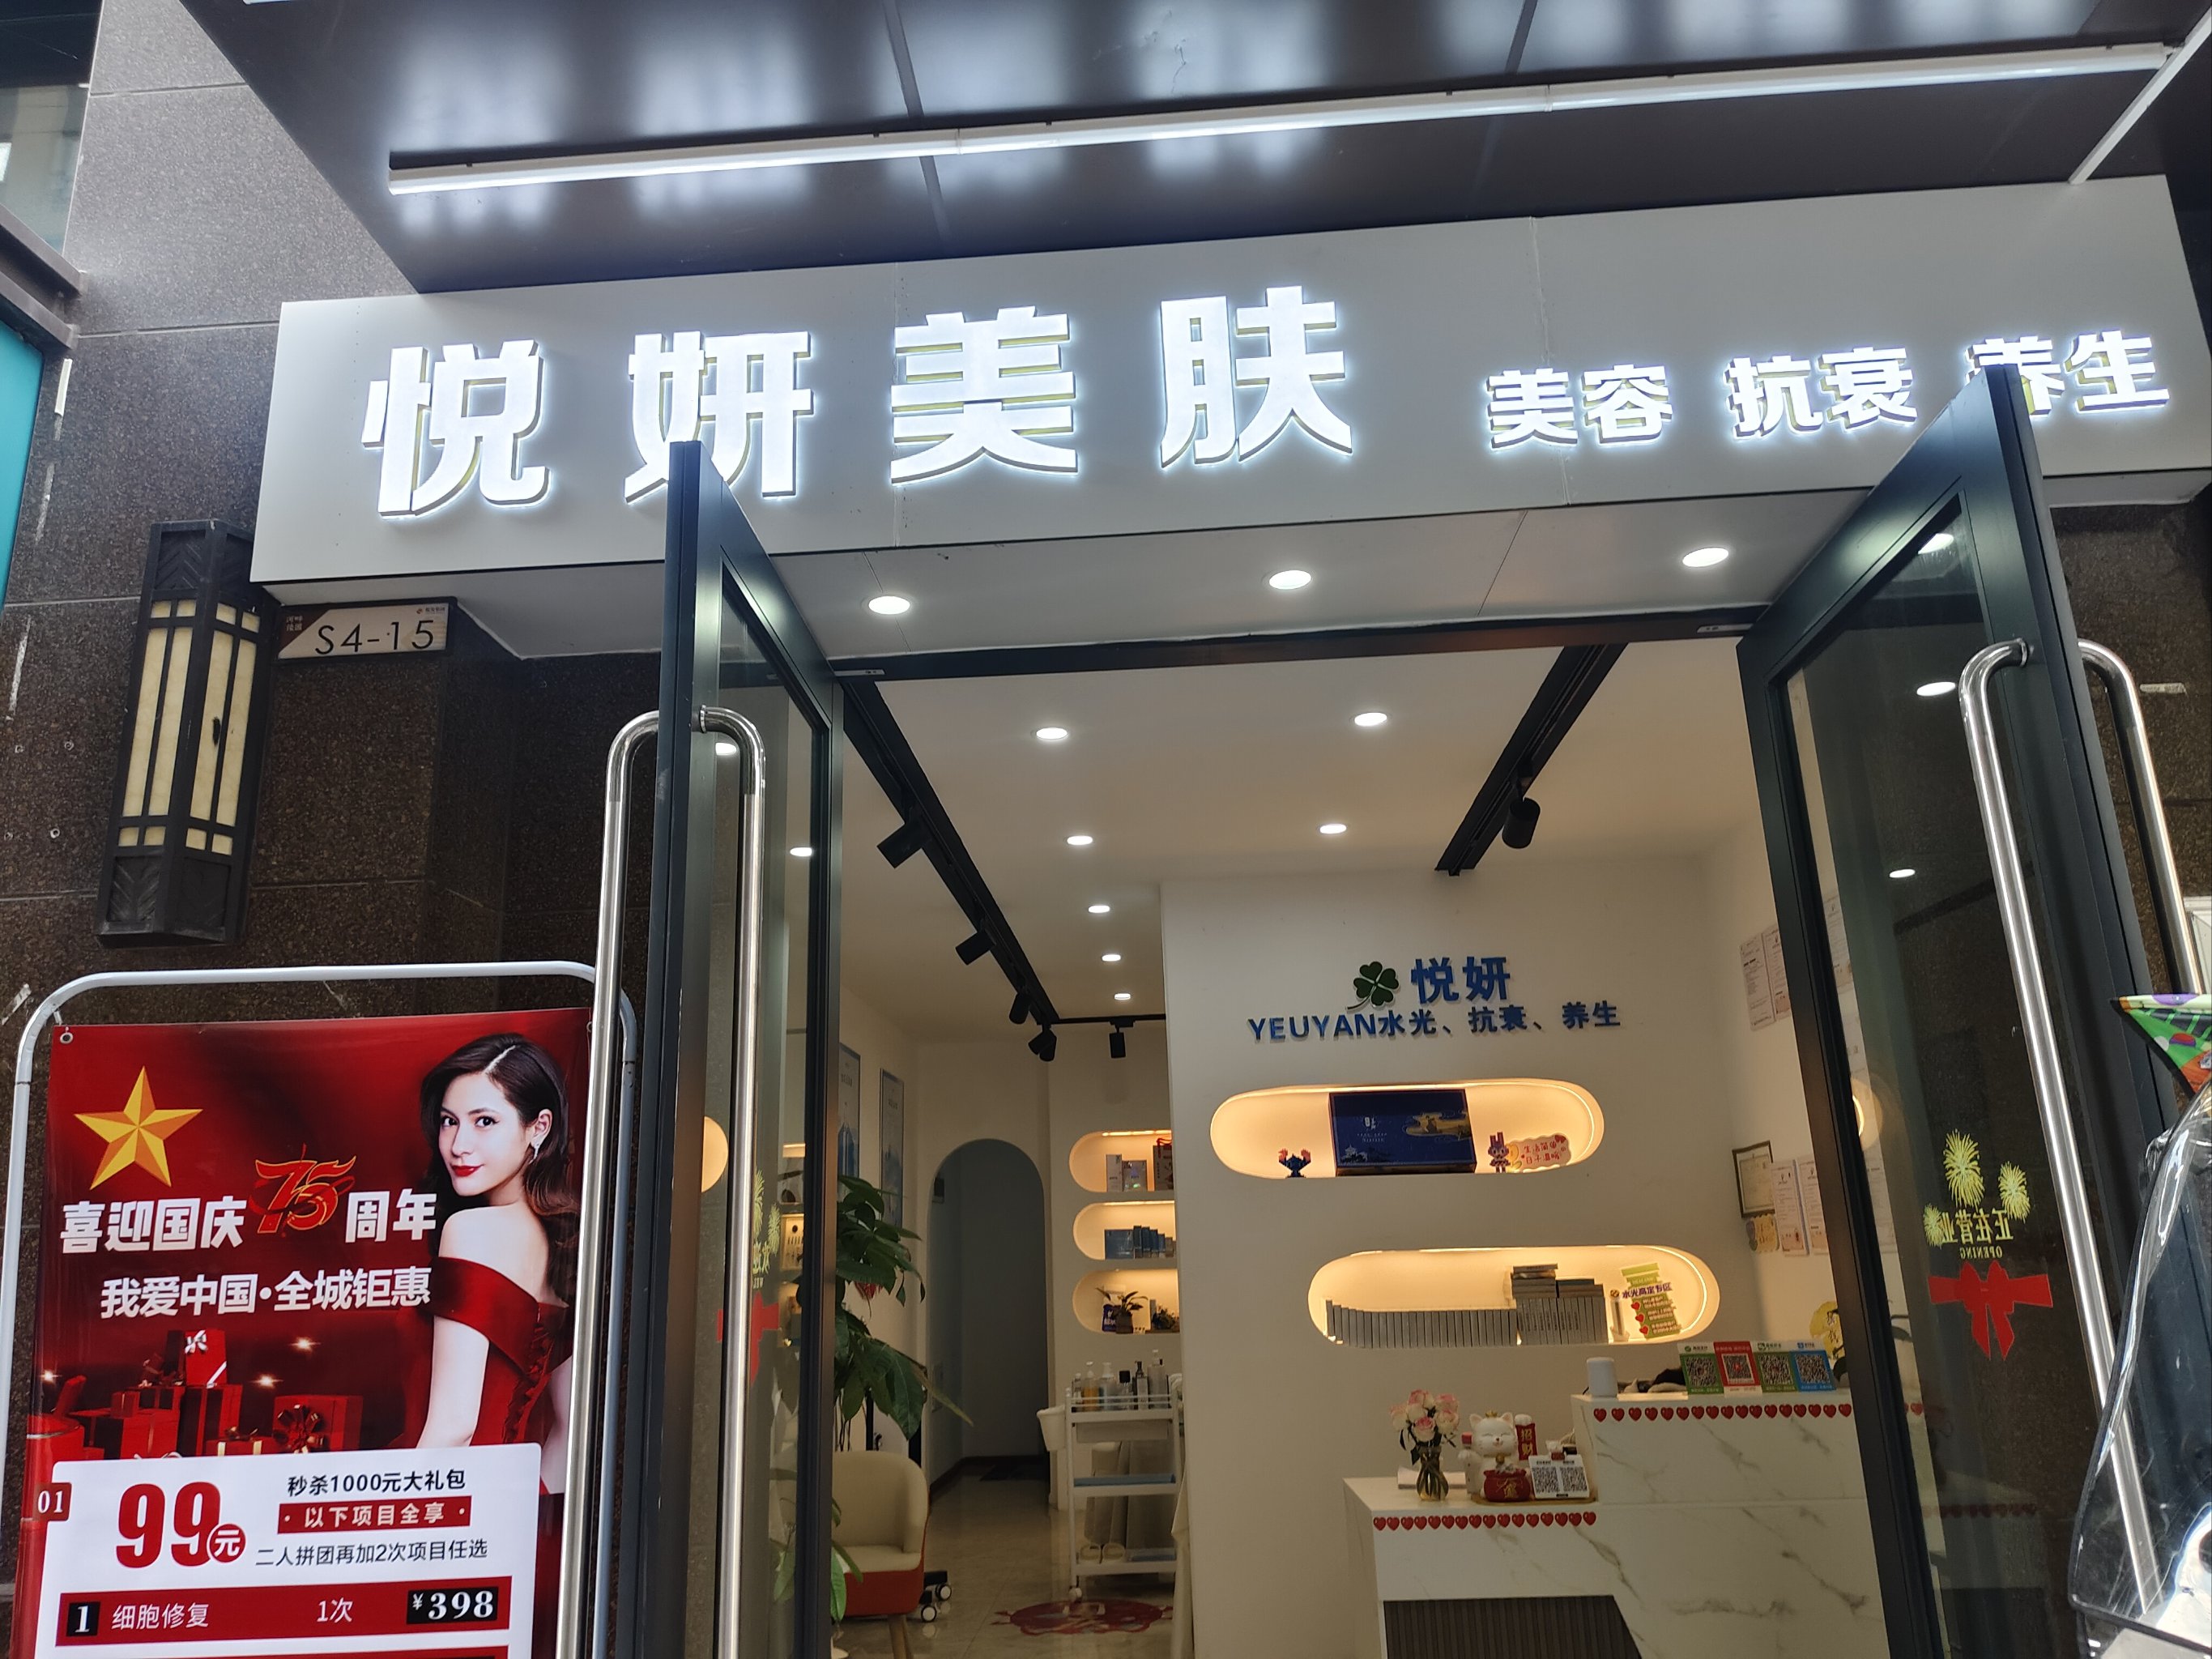 悦妍美肤 美容 抗衰 养生
S4-15
悦妍
YEUYAN水光、抗衰、养生
喜迎国庆75周年
我爱中国·全城钜惠
01
99元
秒杀1000元大礼包
·以下项目全享·
二人拼团再加2次项目任选
1 细胞修复 1次 ¥398
正在营业
OPENING
水光高定专区
招财